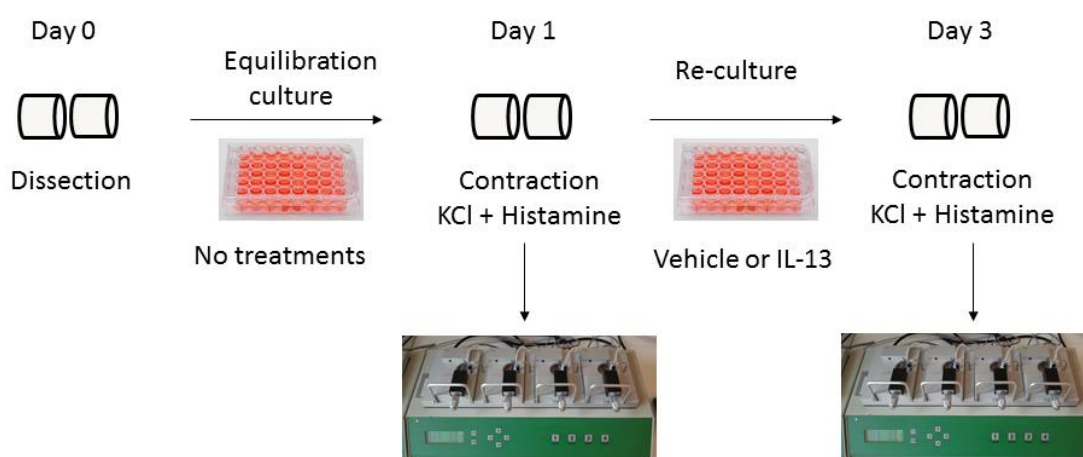 Day 0
Day 1
Day 3
Equilibration
culture
Re-culture
Dissection
No treatments
Contraction
KCl + Histamine
Vehicle or IL-13
Contraction
KCl + Histamine